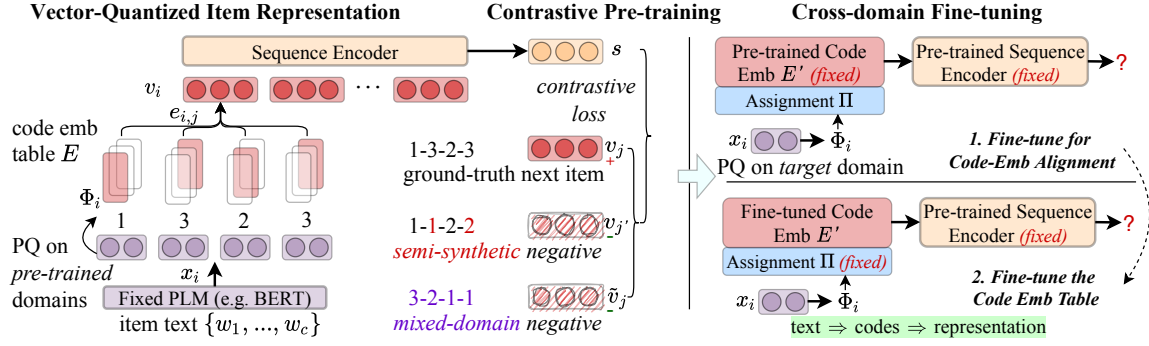 Vector-Quantized Item Representation
Sequence Encoder
v_i
e_{i,j}
code emb
table E
Φ_i
1 3 2 3
PQ on
pre-trained
domains
x_i
Fixed PLM (e.g. BERT)
item text {w_1, ..., w_c}
Contrastive Pre-training
s
contrastive
loss
1-3-2-3
v_j
+
ground-truth next item
1-1-2-2
v_{j'}
-
semi-synthetic negative
3-2-1-1
ṽ_j
-
mixed-domain negative
Cross-domain Fine-tuning
Pre-trained Code
Emb E' (fixed)
Pre-trained Sequence
Encoder (fixed)
?
Assignment Π
x_i
Φ_i
PQ on target domain
1. Fine-tune for
Code-Emb Alignment
Fine-tuned Code
Emb E'
Pre-trained Sequence
Encoder (fixed)
?
Assignment Π (fixed)
x_i
Φ_i
2. Fine-tune the
Code Emb Table
text ⇒ codes ⇒ representation